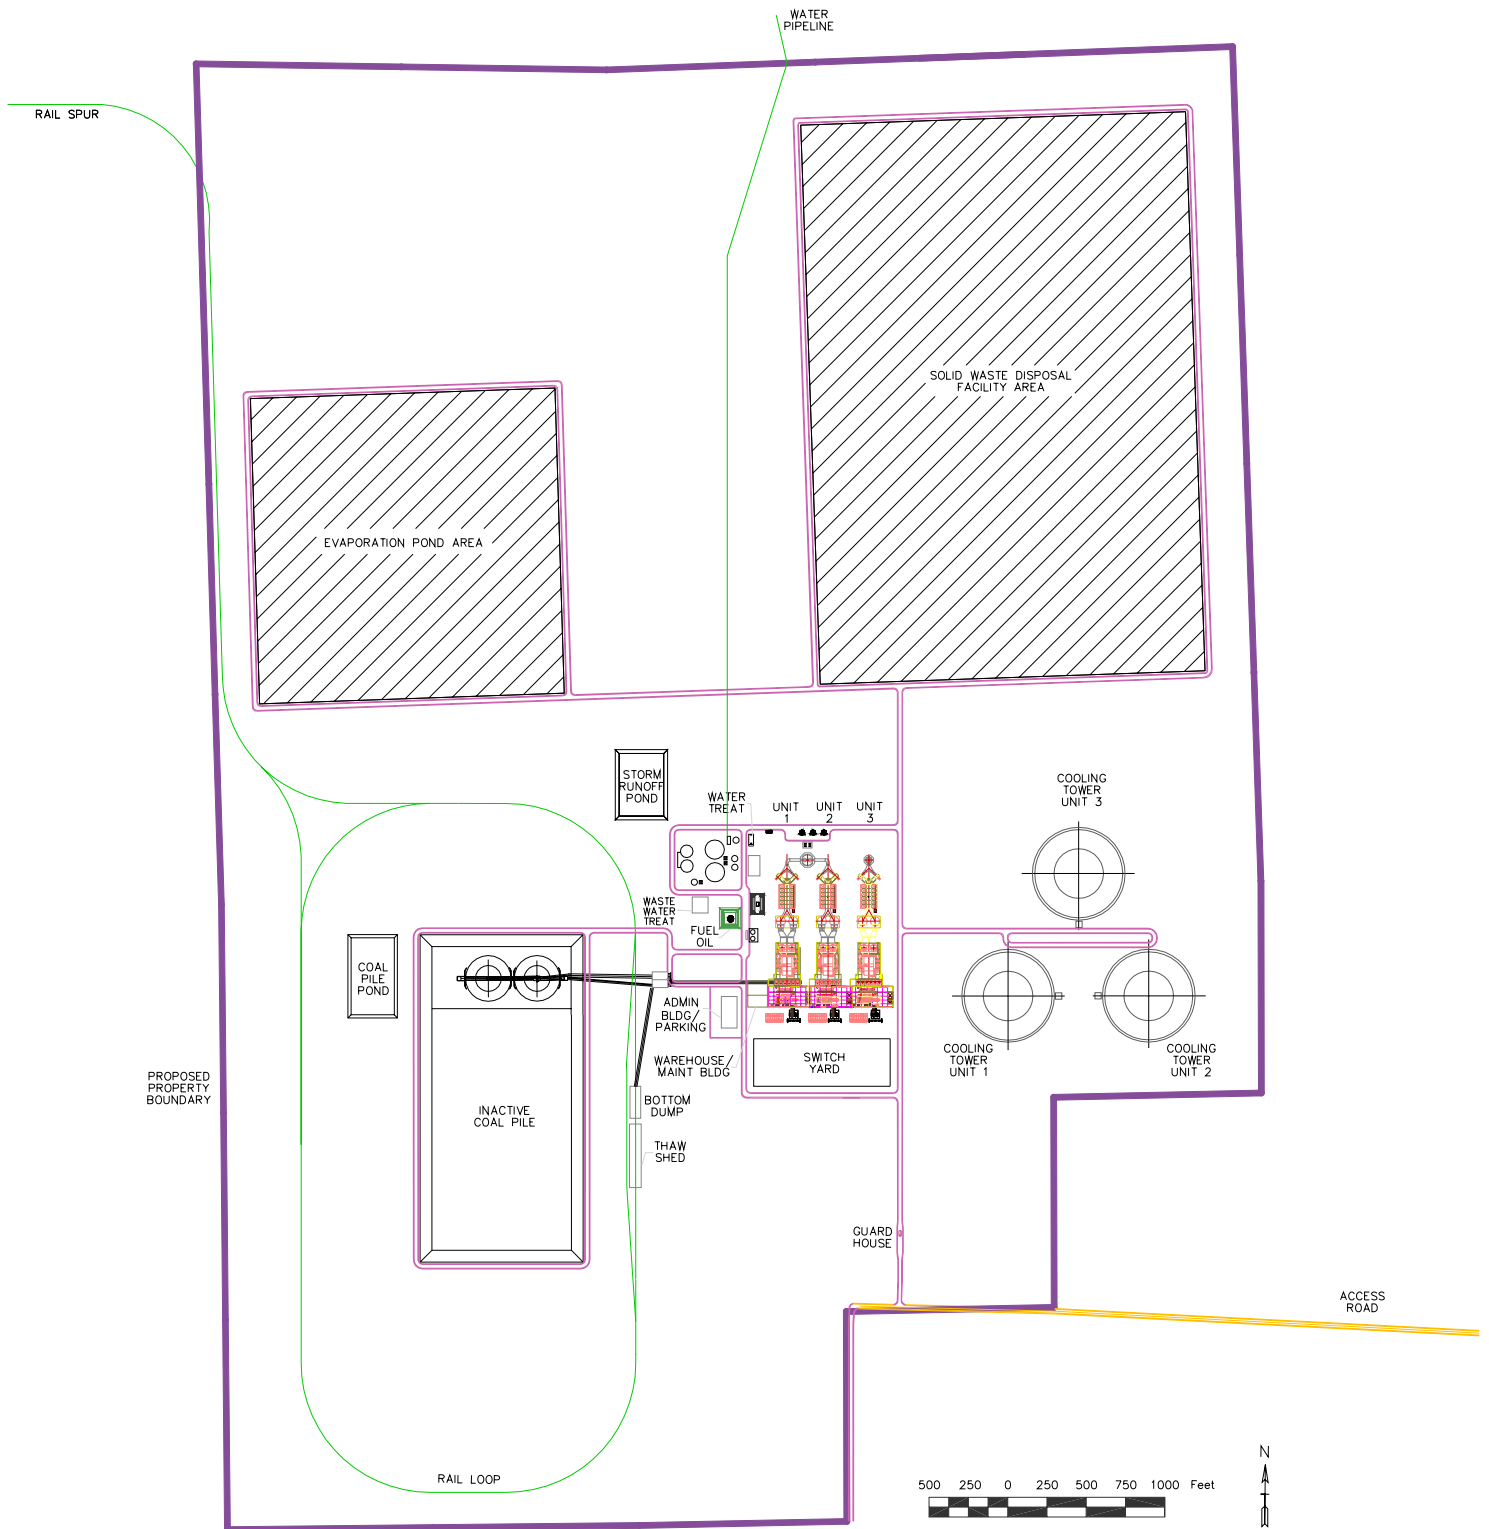 WATER
PIPELINE
RAIL SPUR
SOLID WASTE DISPOSAL
FACILITY AREA
EVAPORATION POND AREA
STORM
RUNOFF
POND
WATER
TREAT
UNIT
1
UNIT
2
UNIT
3
COOLING
TOWER
UNIT 3
WASTE
WATER
TREAT
FUEL
OIL
COAL
PILE
POND
ADMIN
BLDG/
PARKING
WAREHOUSE/
MAINT BLDG
SWITCH
YARD
COOLING
TOWER
UNIT 1
COOLING
TOWER
UNIT 2
PROPOSED
PROPERTY
BOUNDARY
INACTIVE
COAL PILE
BOTTOM
DUMP
THAW
SHED
GUARD
HOUSE
ACCESS
ROAD
RAIL LOOP
500 250 0 250 500 750 1000 Feet
N